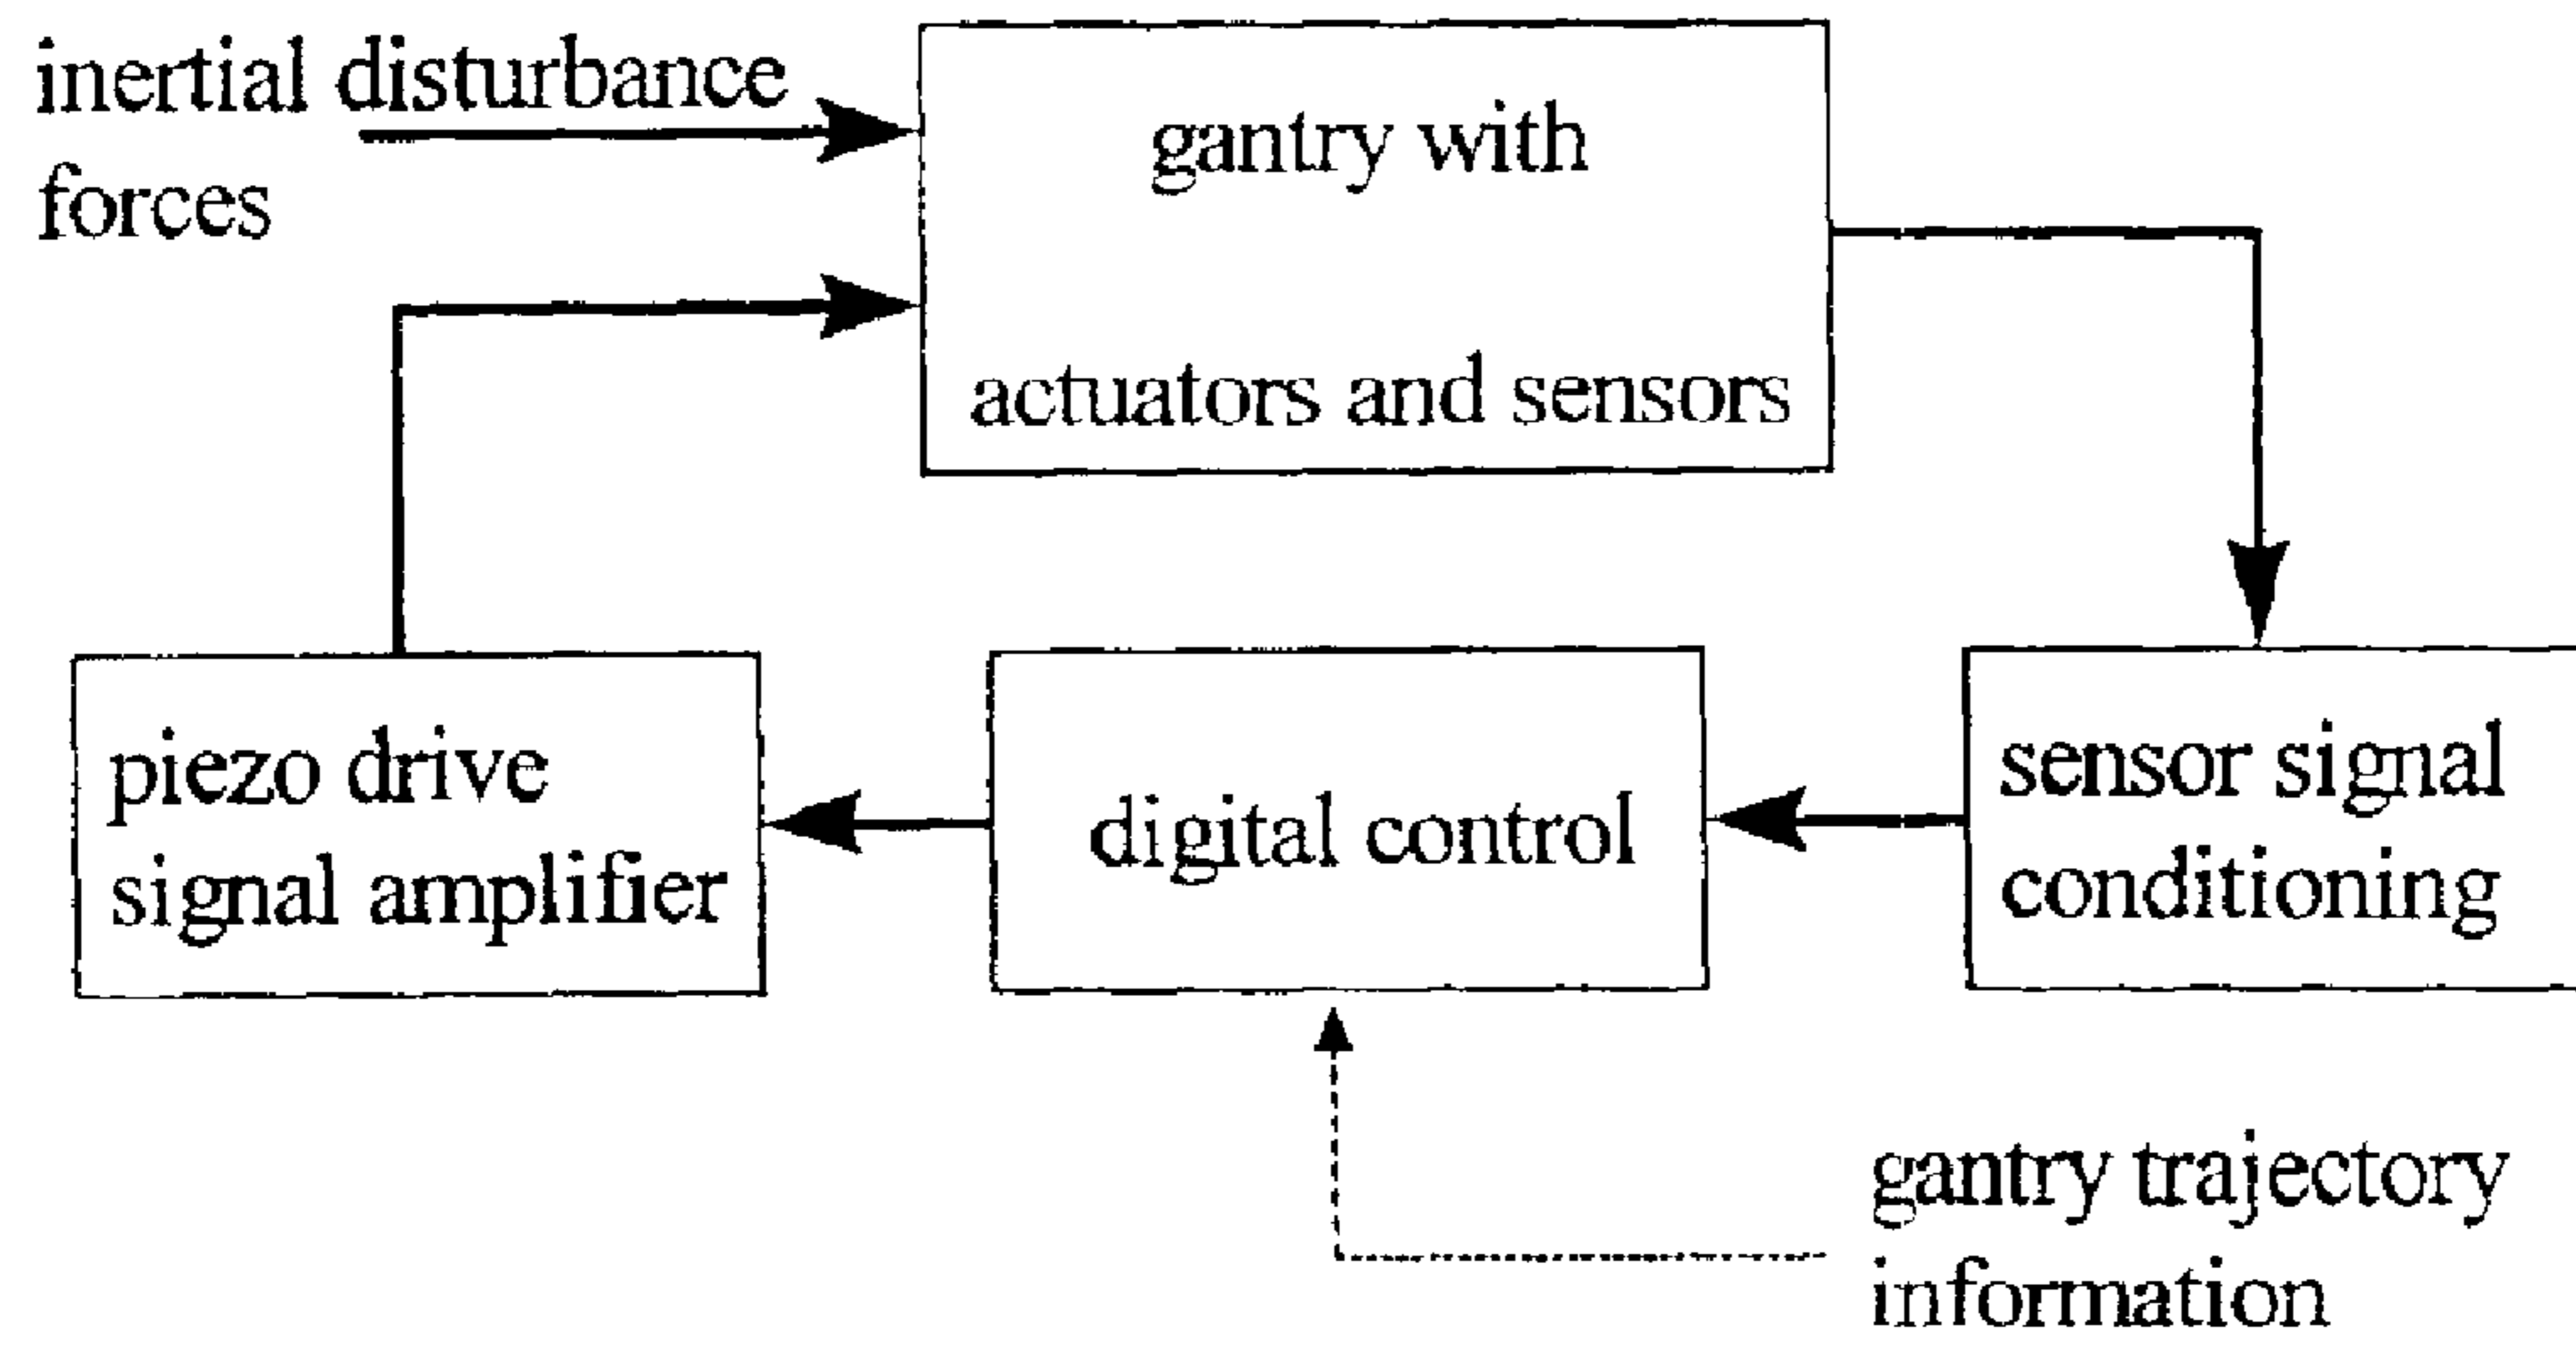 inertial disturbance
forces
gantry with
actuators and sensors
piezo drive
signal amplifier
digital control
sensor signal
conditioning
gantry trajectory
information